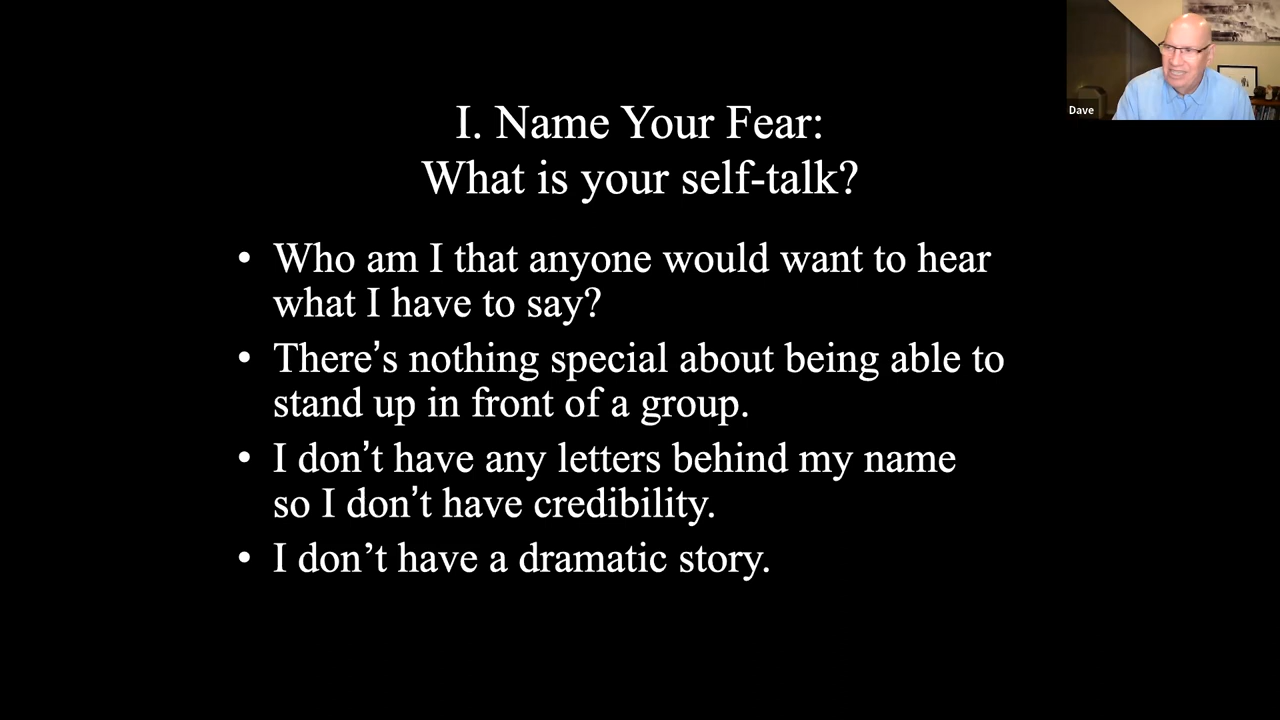 I. Name Your Fear:
What is your self-talk?
• Who am I that anyone would want to hear
what I have to say?
• There’s nothing special about being able to
stand up in front of a group.
• I don’t have any letters behind my name
so I don’t have credibility.
• I don’t have a dramatic story.
Dave